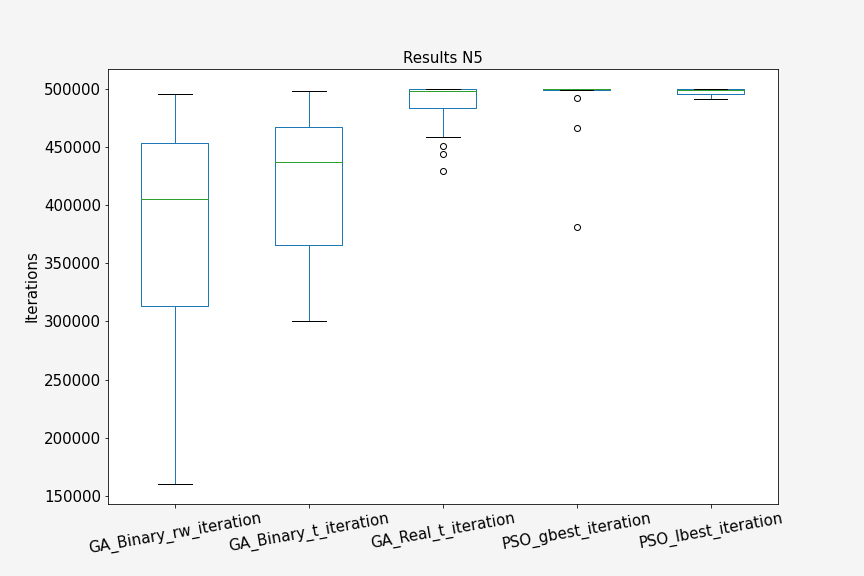 Results N5
500000
450000
400000
350000
300000
250000
200000
150000
Iterations
GA_Binary_rw_iteration
GA_Binary_t_iteration
GA_Real_t_iteration
PSO_gbest_iteration
PSO_lbest_iteration